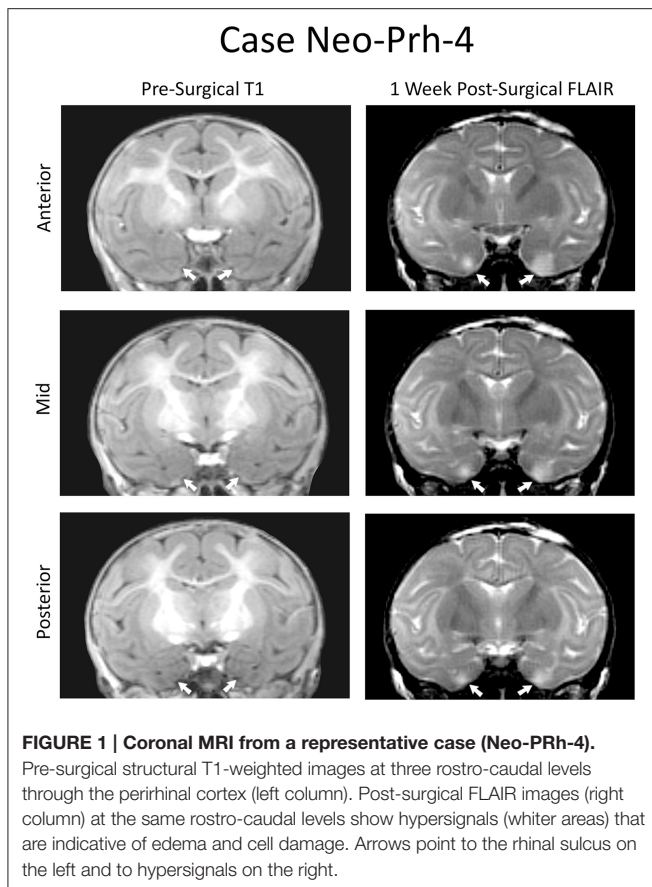 Case Neo-Prh-4
Pre-Surgical T1
1 Week Post-Surgical FLAIR
Anterior
Mid
Posterior
FIGURE 1 | Coronal MRI from a representative case (Neo-PRh-4).
Pre-surgical structural T1-weighted images at three rostro-caudal levels
through the perirhinal cortex (left column). Post-surgical FLAIR images (right
column) at the same rostro-caudal levels show hypersignals (whiter areas) that
are indicative of edema and cell damage. Arrows point to the rhinal sulcus on
the left and to hypersignals on the right.